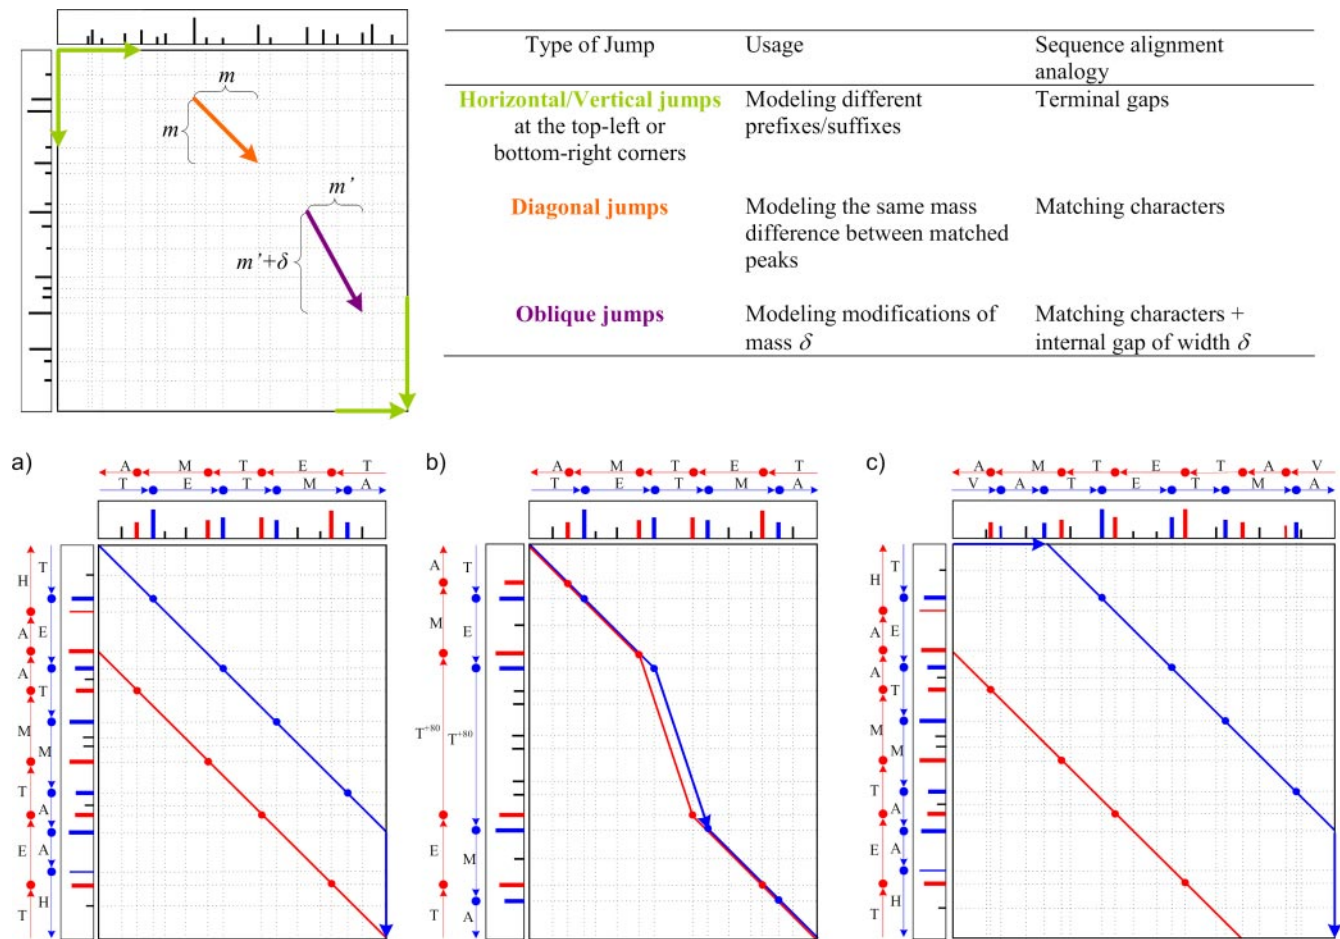 m
m
m'
m'+δ
Type of Jump Usage Sequence alignment
analogy
Horizontal/Vertical jumps Modeling different Terminal gaps
at the top-left or prefixes/suffixes
bottom-right corners
Diagonal jumps Modeling the same mass Matching characters
difference between matched
peaks
Oblique jumps Modeling modifications of Matching characters +
mass δ internal gap of width δ
a)
A M T E T
T E T M A
H A A M T E T
T E T M A A H
b)
A M T E T
T E T M A
A M T+80 E T
T E T+80 M A
c)
A M T E T A V
V A T E T M A
H A A M T E T
T E T M A A H